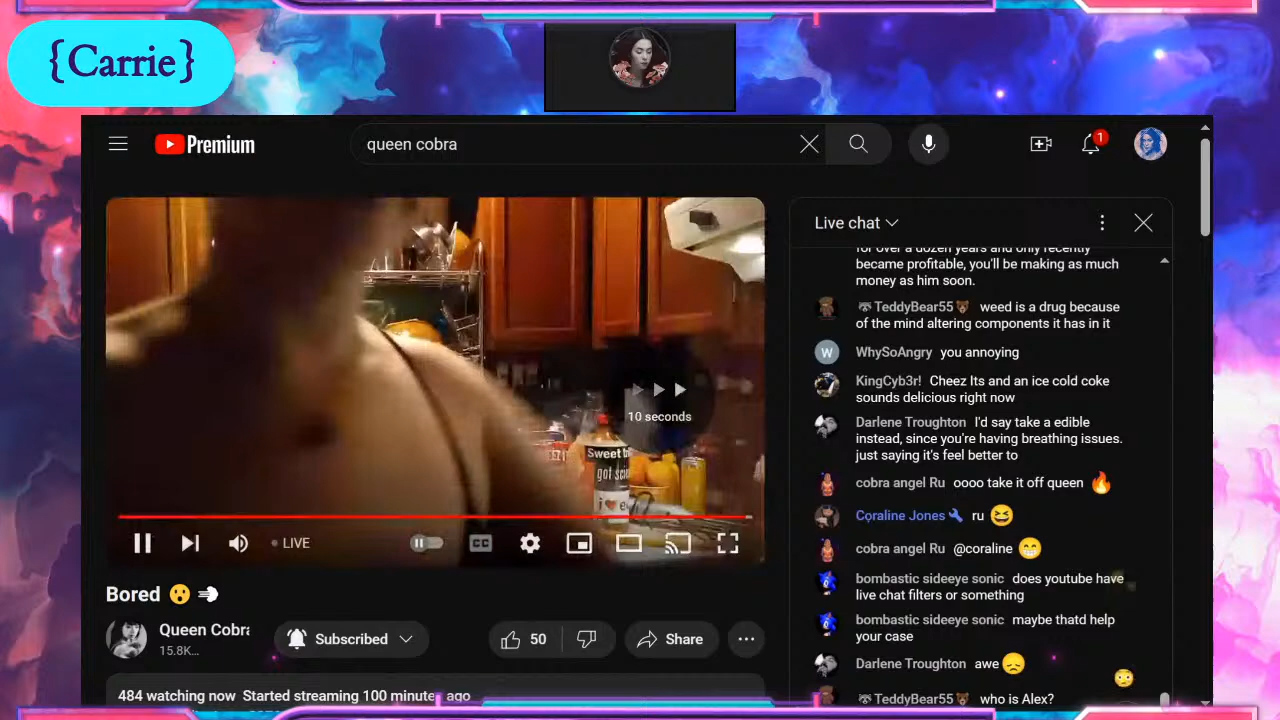 {Carrie}
Premium
queen cobra
1
Live chat
for over a dozen years and only recently
became profitable, you'll be making as much
money as him soon.
TeddyBear55 weed is a drug because
of the mind altering components it has in it
W WhySoAngry you annoying
KingCyb3r! Cheez Its and an ice cold coke
sounds delicious right now
Darlene Troughton I'd say take a edible
instead, since you're having breathing issues.
just saying it's feel better to
cobra angel Ru oooo take it off queen
Coraline Jones ru
cobra angel Ru @coraline
bombastic sideeye sonic does youtube have
live chat filters or something
bombastic sideeye sonic maybe thatd help
your case
Darlene Troughton awe
TeddyBear55 who is Alex?
10 seconds
Sweet
got
i
LIVE
CC
Bored
Queen Cobra
15.8K...
Subscribed
50
Share
484 watching now Started streaming 100 minutes ago